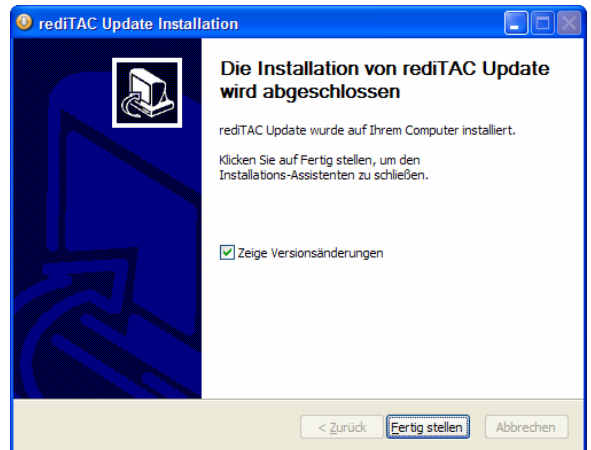 rediTAC Update Installation
Die Installation von rediTAC Update
wird abgeschlossen
rediTAC Update wurde auf Ihrem Computer installiert.
Klicken Sie auf Fertig stellen, um den
Installations-Assistenten zu schließen.
Zeige Versionsänderungen
< Zurück Fertig stellen Abbrechen